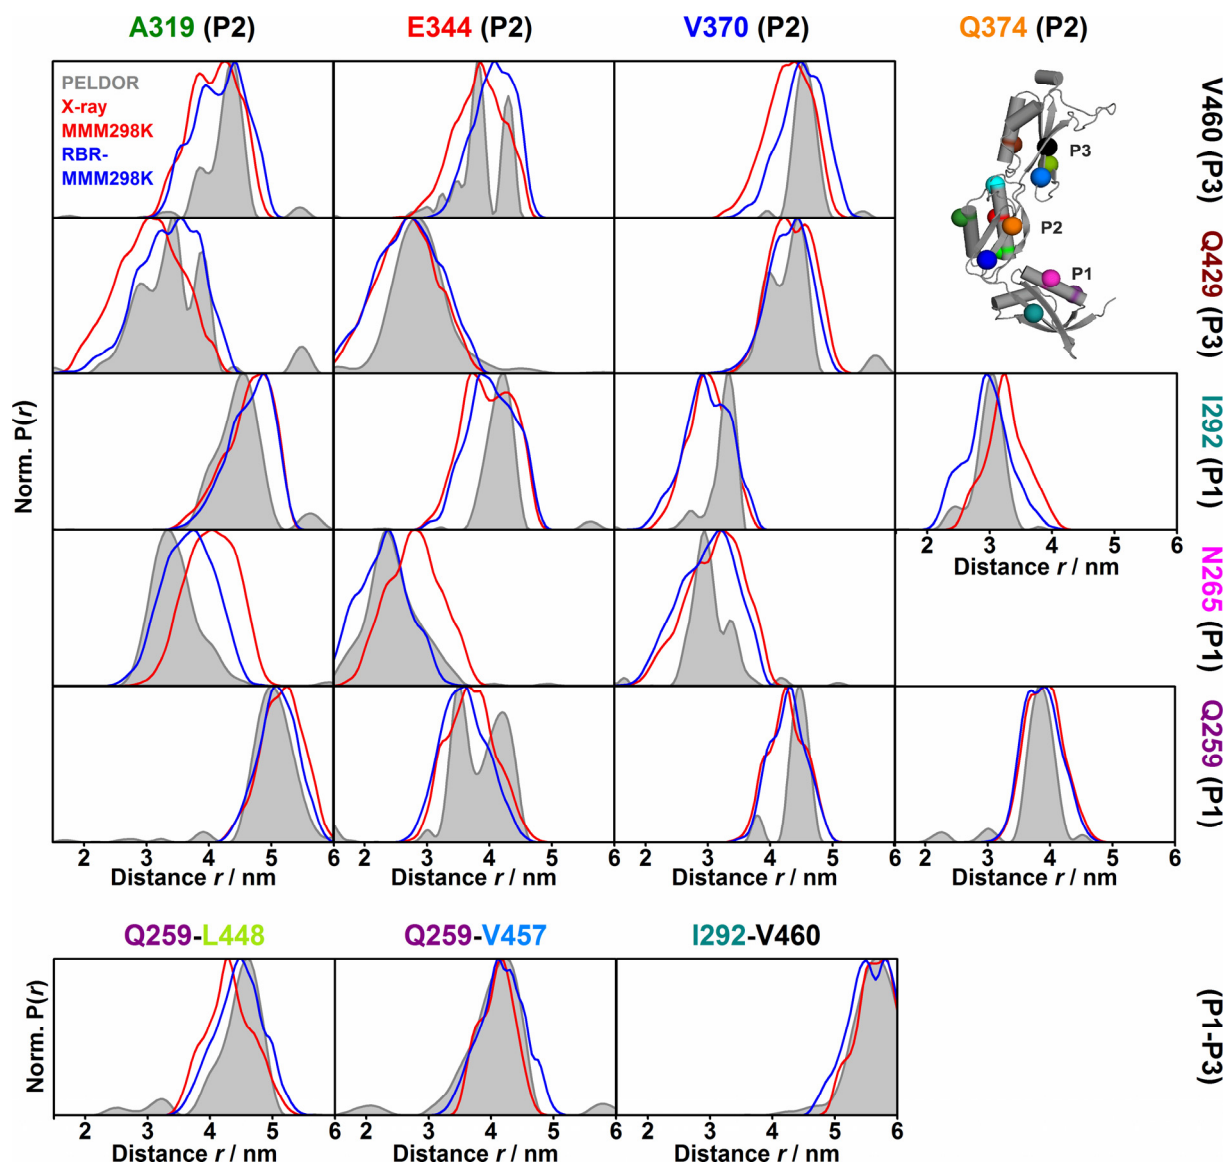 A319 (P2) E344 (P2) V370 (P2) Q374 (P2)
PELDOR
X-ray
MMM298K
RBR-
MMM298K
P3
P2
P1
V460 (P3)
Q429 (P3)
I292 (P1)
N265 (P1)
Q259 (P1)
Norm. P(r)
2 3 4 5 6
Distance r / nm
2 3 4 5 6 2 3 4 5 6 2 3 4 5 6 2 3 4 5 6
Distance r / nm Distance r / nm Distance r / nm Distance r / nm
Q259-L448 Q259-V457 I292-V460
Norm. P(r)
(P1-P3)
2 3 4 5 6 2 3 4 5 6 2 3 4 5 6
Distance r / nm Distance r / nm Distance r / nm